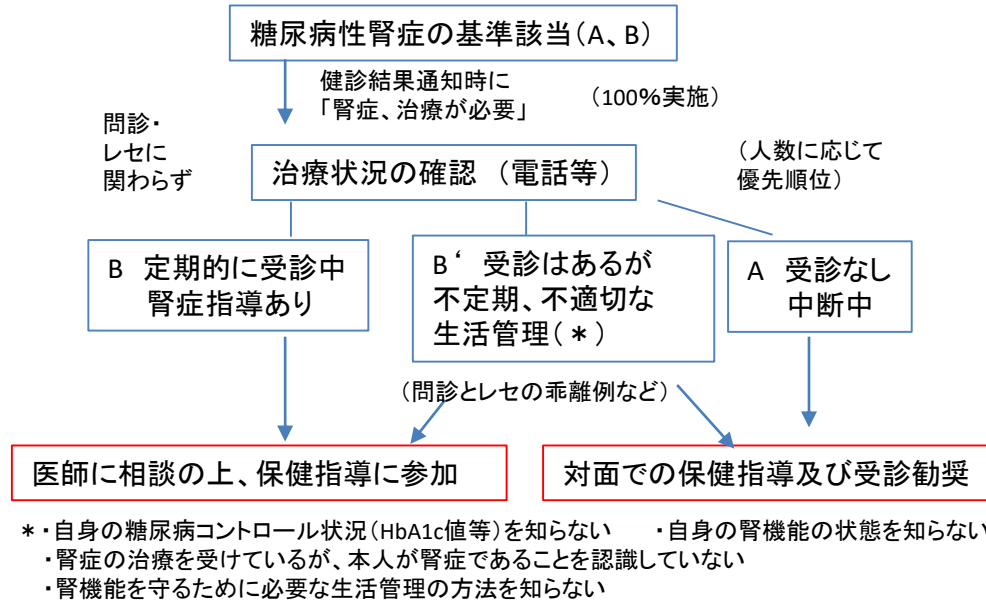 糖尿病性腎症の基準該当(A、B)
健診結果通知時に
「腎症、治療が必要」
(100%実施)
問診・
レセに
関わらず
治療状況の確認 (電話等)
(人数に応じて
優先順位)
B 定期的に受診中
腎症指導あり
B‘ 受診はあるが
不定期、不適切な
生活管理(*)
A 受診なし
中断中
(問診とレセの乖離例など)
医師に相談の上、保健指導に参加
対面での保健指導及び受診勧奨
*・自身の糖尿病コントロール状況(HbA1c値等)を知らない ・自身の腎機能の状態を知らない
・腎症の治療を受けているが、本人が腎症であることを認識していない
・腎機能を守るために必要な生活管理の方法を知らない